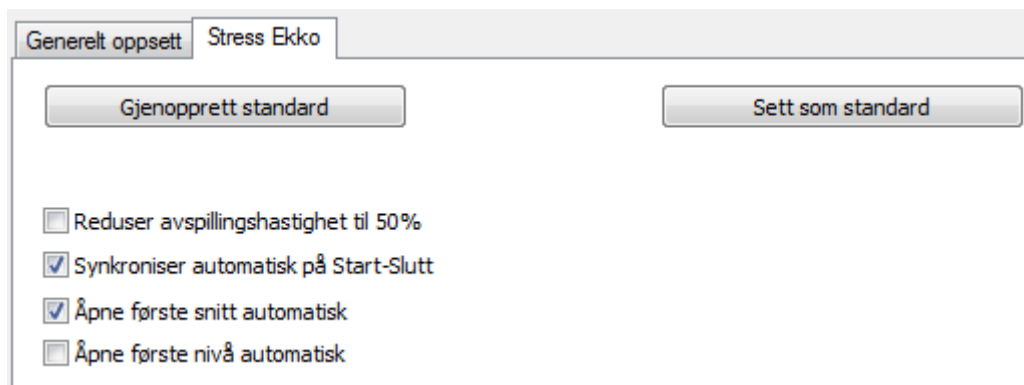 Generelt oppsett Stress Ekko
Gjenopprett standard Sett som standard
Reduser avspillingshastighet til 50%
Synkroniser automatisk på Start-Slutt
Åpne første snitt automatisk
Åpne første nivå automatisk